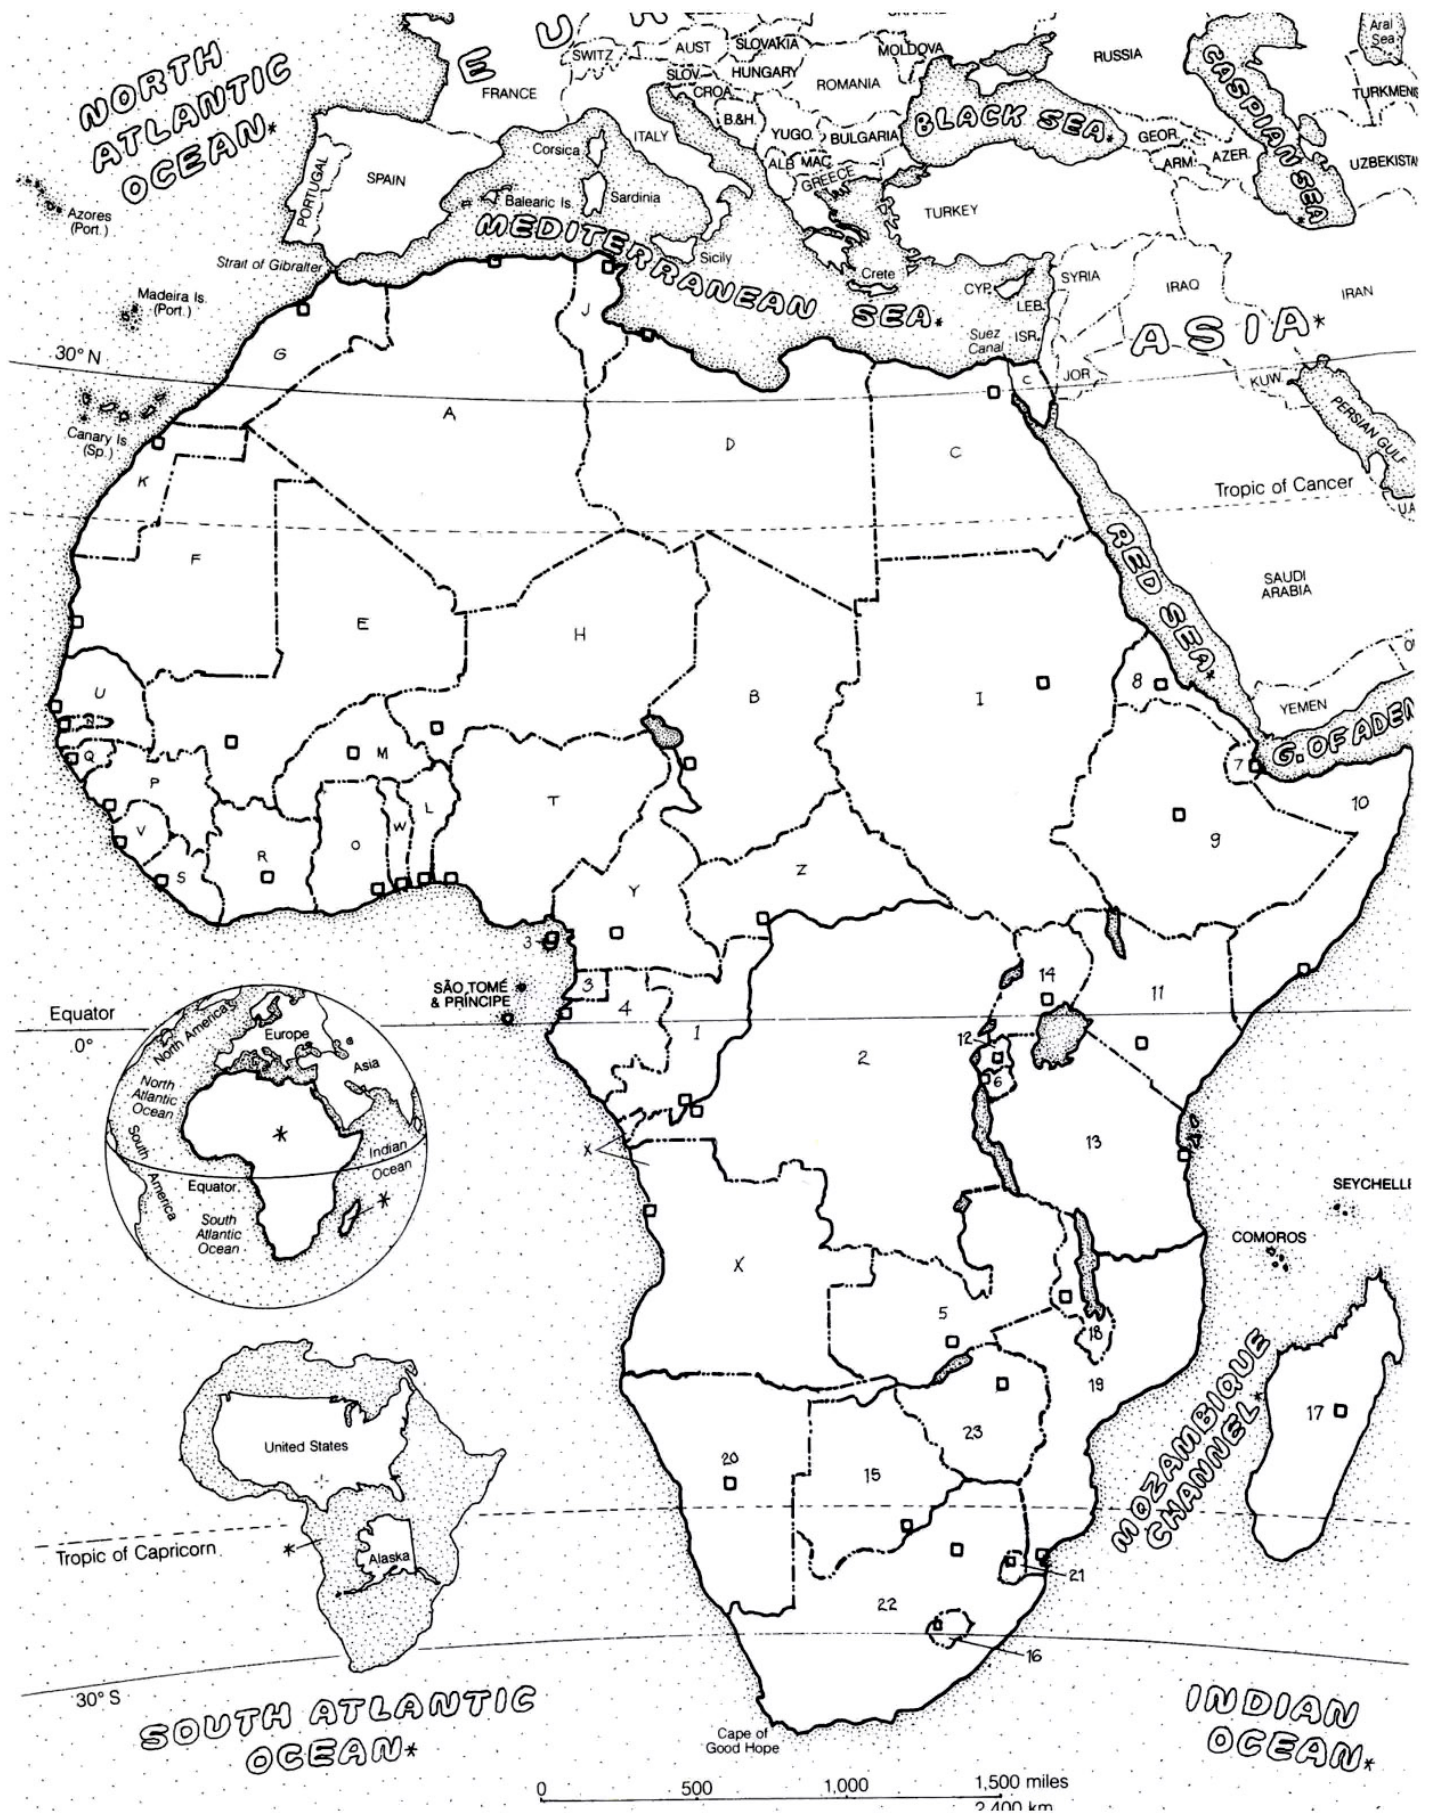 NORTH
ATLANTIC
OCEAN*
E
U
R
FRANCE
SWITZ
AUST
SLOVAKIA
HUNGARY
SLOV
CROA
B.&H.
YUGO.
ROMANIA
MOLDOVA
BULGARIA
ALB
MAC
GREECE
ITALY
RUSSIA
Aral
Sea
TURKMENIS
UZBEKISTAN
CASPIAN SEA*
BLACK SEA*
GEOR.
ARM.
AZER.
PORTUGAL
SPAIN
Corsica
Sardinia
Balearic Is.
Sicily
Crete
TURKEY
CYP.
SYRIA
LEB.
ISR.
IRAQ
IRAN
JOR
KUW.
Azores
(Port.)
Strait of Gibralter
MEDITERRANEAN SEA*
Suez
Canal
ASIA*
PERSIAN GULF
Madeira Is.
(Port.)
30° N
Canary Is
(Sp.)
Tropic of Cancer
U.A
SAUDI
ARABIA
RED SEA*
YEMEN
G. OF ADEN
G
J
A
D
C
C
K
F
E
H
B
I
8
U
N
Q
P
M
7
V
S
R
O
W
L
T
Y
Z
9
10
3
3
SÃO TOMÉ
& PRÍNCIPE
4
1
2
14
11
12
6
13
Equator
0°
North America
Europe
Asia
North
Atlantic
Ocean
South
America
*
Indian
Ocean
Equator
South
Atlantic
Ocean
*
X
X
5
18
19
SEYCHELL
COMOROS
MOZAMBIQUE
CHANNEL*
17
20
15
23
21
22
16
United States
Alaska
*
Tropic of Capricorn
30° S
SOUTH ATLANTIC
OCEAN*
Cape of
Good Hope
INDIAN
OCEAN*
0 500 1,000 1,500 miles
2,400 km